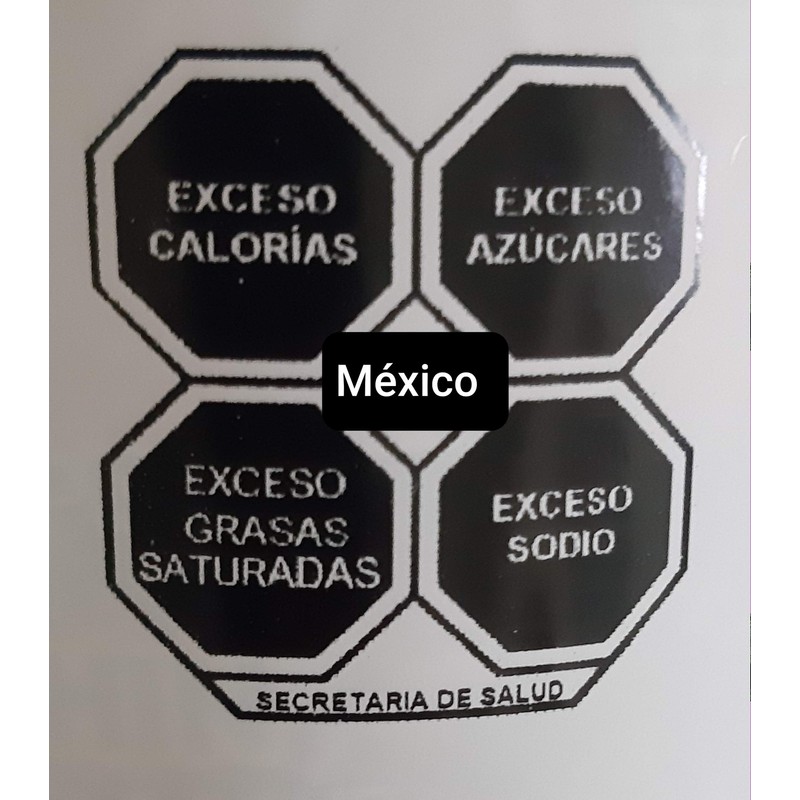 EXCESO
CALORÍAS
EXCESO
AZÚCARES
México
EXCESO
GRASAS
SATURADAS
EXCESO
SODIO
SECRETARIA DE SALUD